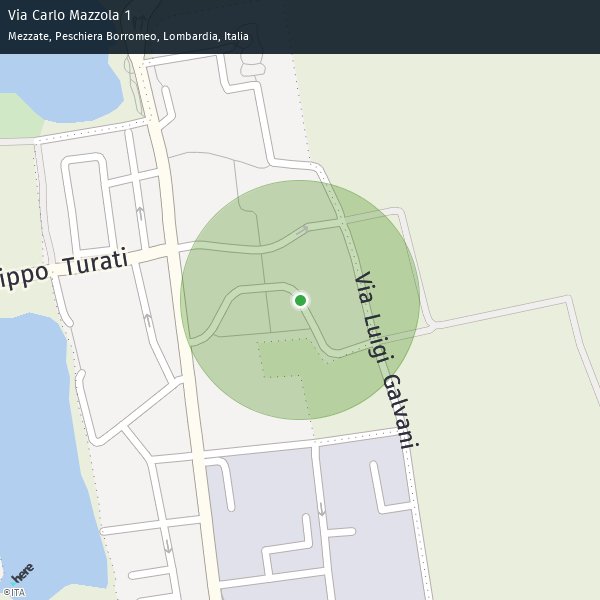 Via Carlo Mazzola 1
Mezzate, Peschiera Borromeo, Lombardia, Italia
ippo Turati
Via Luigi Galvani
here
©ITA